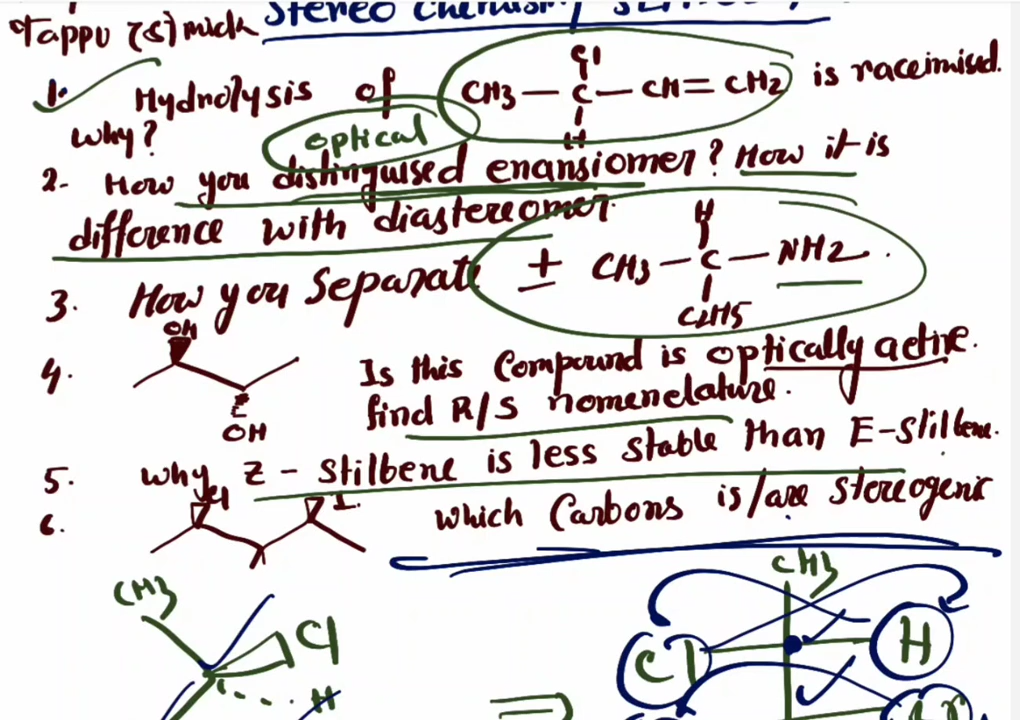 Stereo Chemistry
Tappu (75) mick
Cl
1. Hydrolysis of CH3 - C - CH = CH2 is racemised.
H
why?
optical
2- How you distinguised enansiomer? How it is
difference with diastereomer.
H
3. How you Separate ± CH3 - C - NH2.
C2H5
OH
4. Is this Compound is optically active.
find R/S nomenclature.
OH
5. why Z - Stilbene is less stable than E-Stilbene.
6. Cl I. which Carbons is/are stereogenic
CH3 Cl H
CH3 Cl H